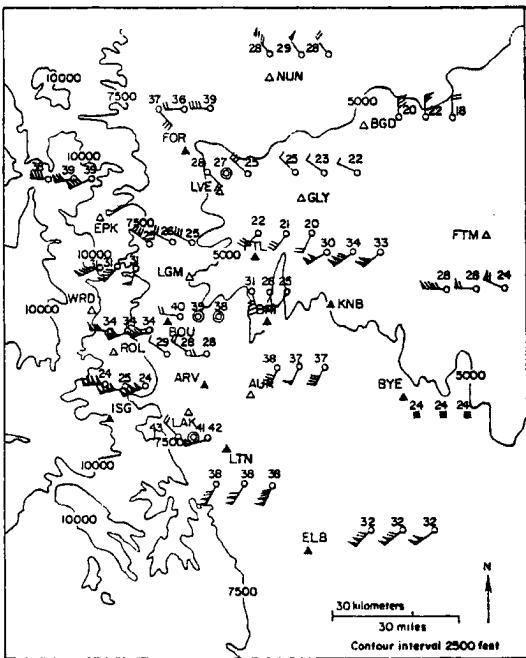 28 29 28
NUN
10000
7500
5000
37 36 39
20 22 18
BGD
FOR
10000
39 39
28 27 25
25 23 22
LVE
GLY
EPK
7500
22 21 20
FTM
26 25
10000
5000
30 34 33
LGM
28 28 24
WRD
31 28 25
10000
KNB
40 39 38
BOU
34 34 34
ROL
29 28 28
38 37 37
5000
24 25 24
ARV
BYE
ISG
24 24 24
LAK
43 41 42
7500
LTN
10000
38 38 38
10000
ELB
32 32 32
7500
N
30 kilometers
30 miles
Contour interval 2500 feet